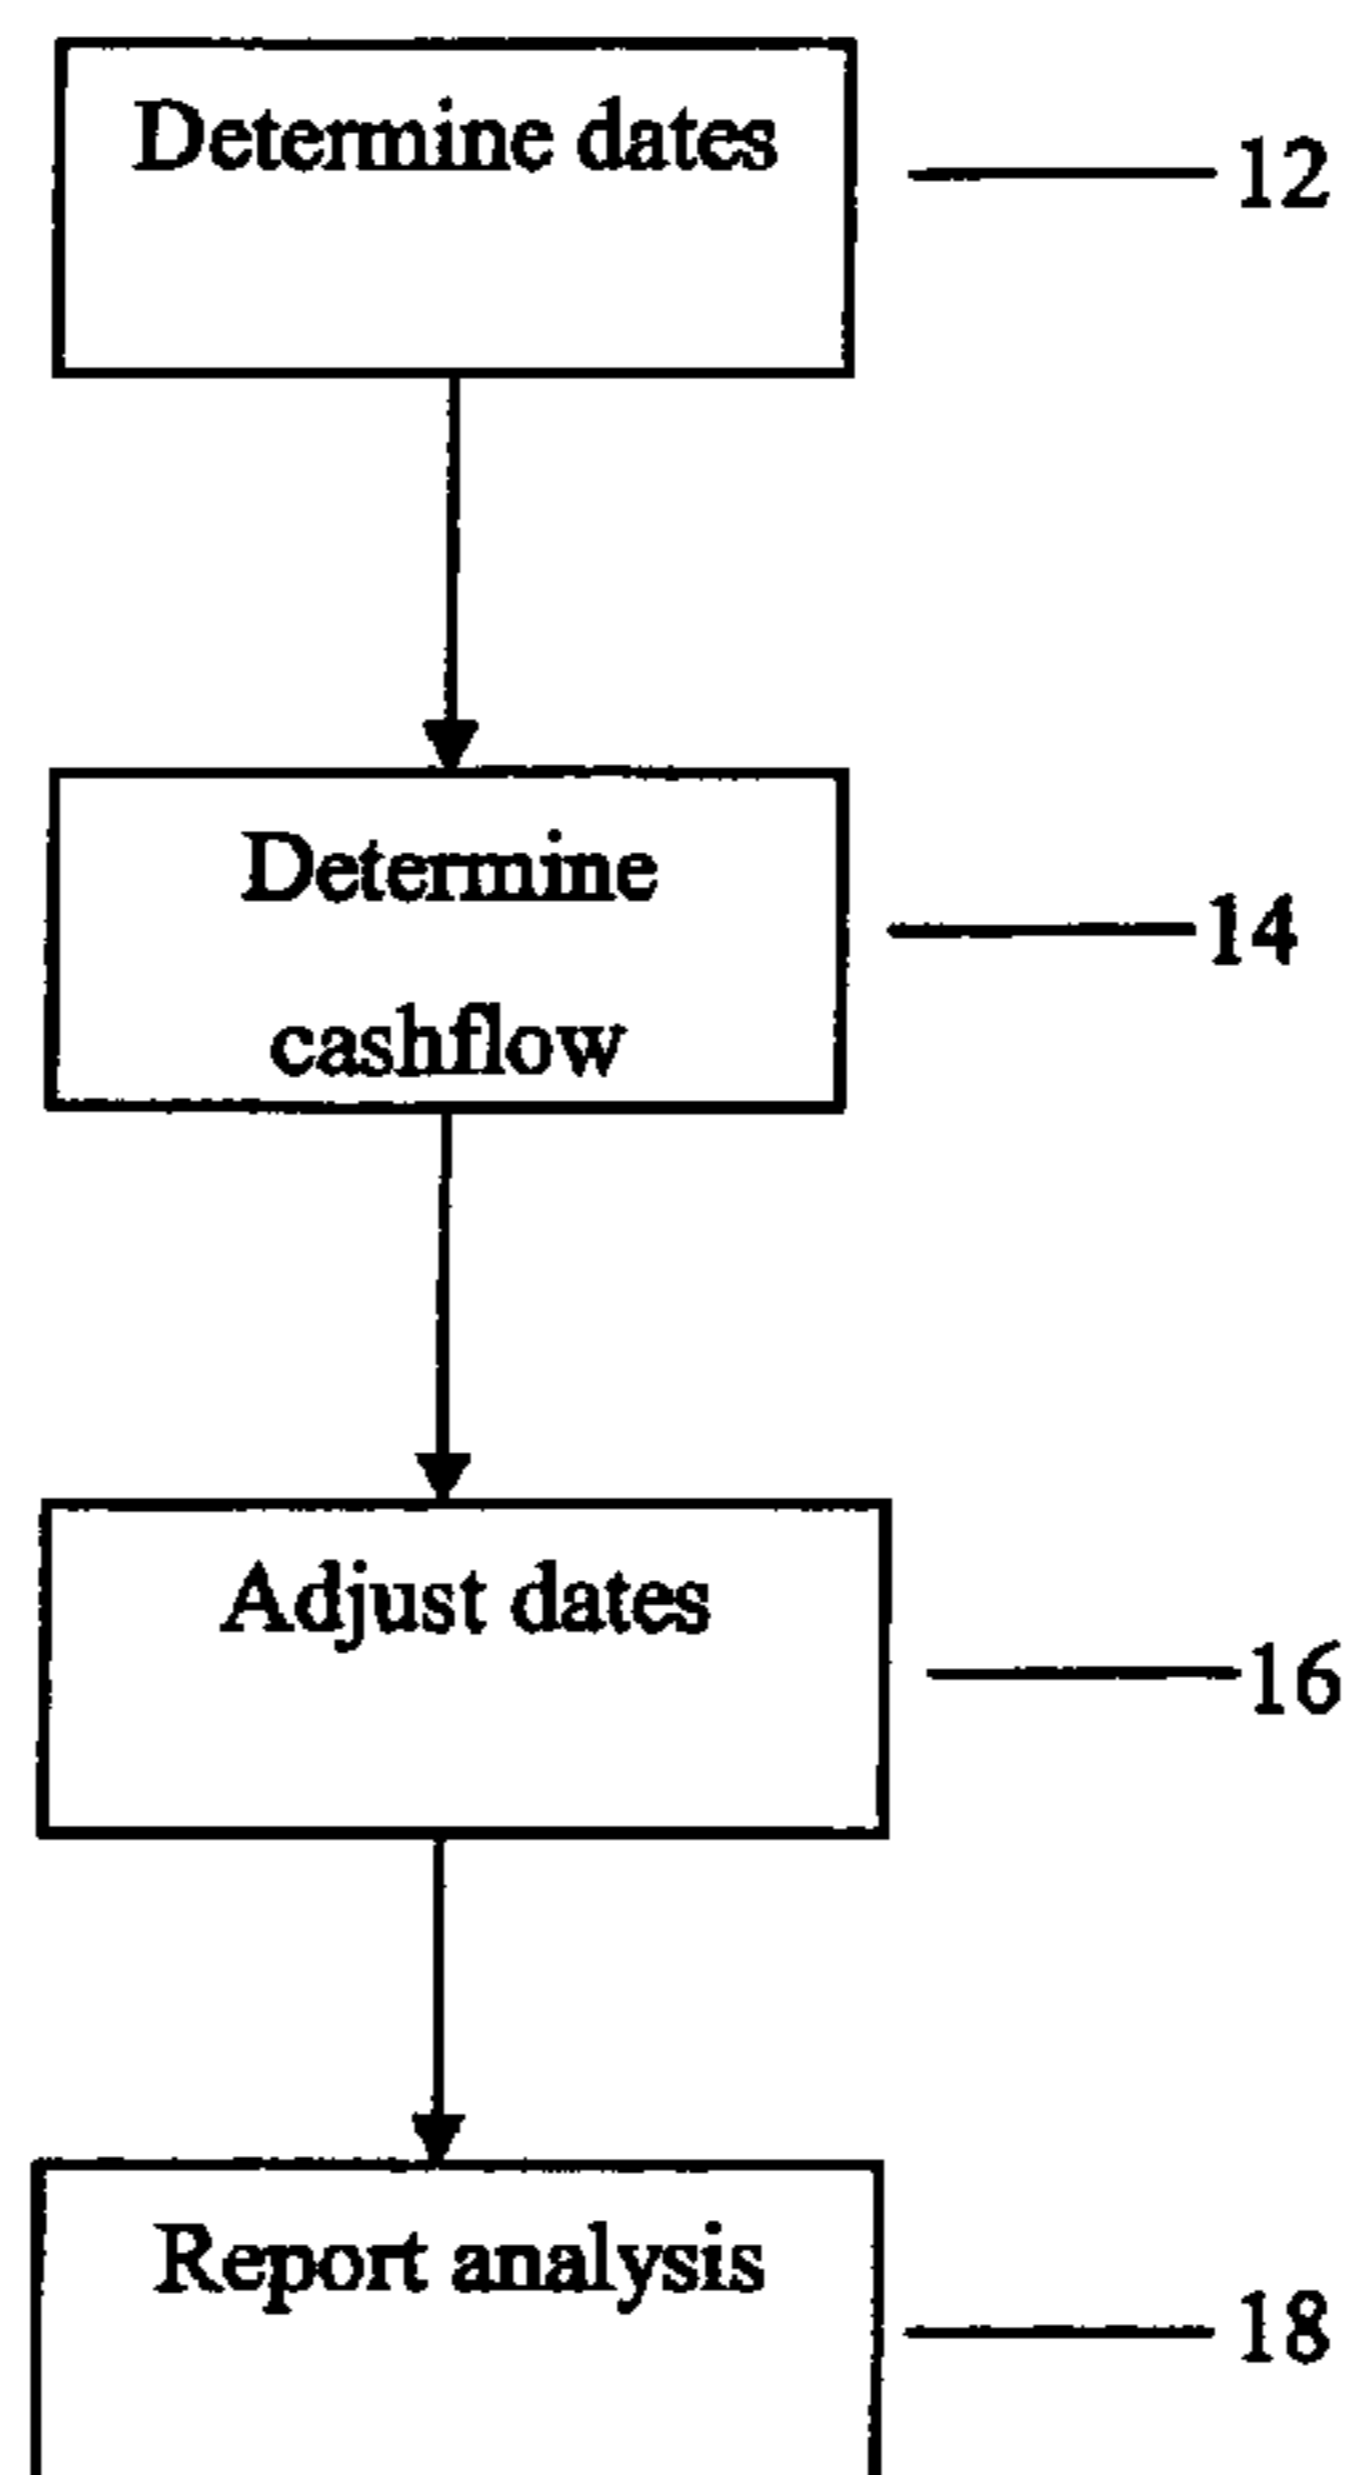 Determine dates
12
Determine
cashflow
14
Adjust dates
16
Report analysis
18